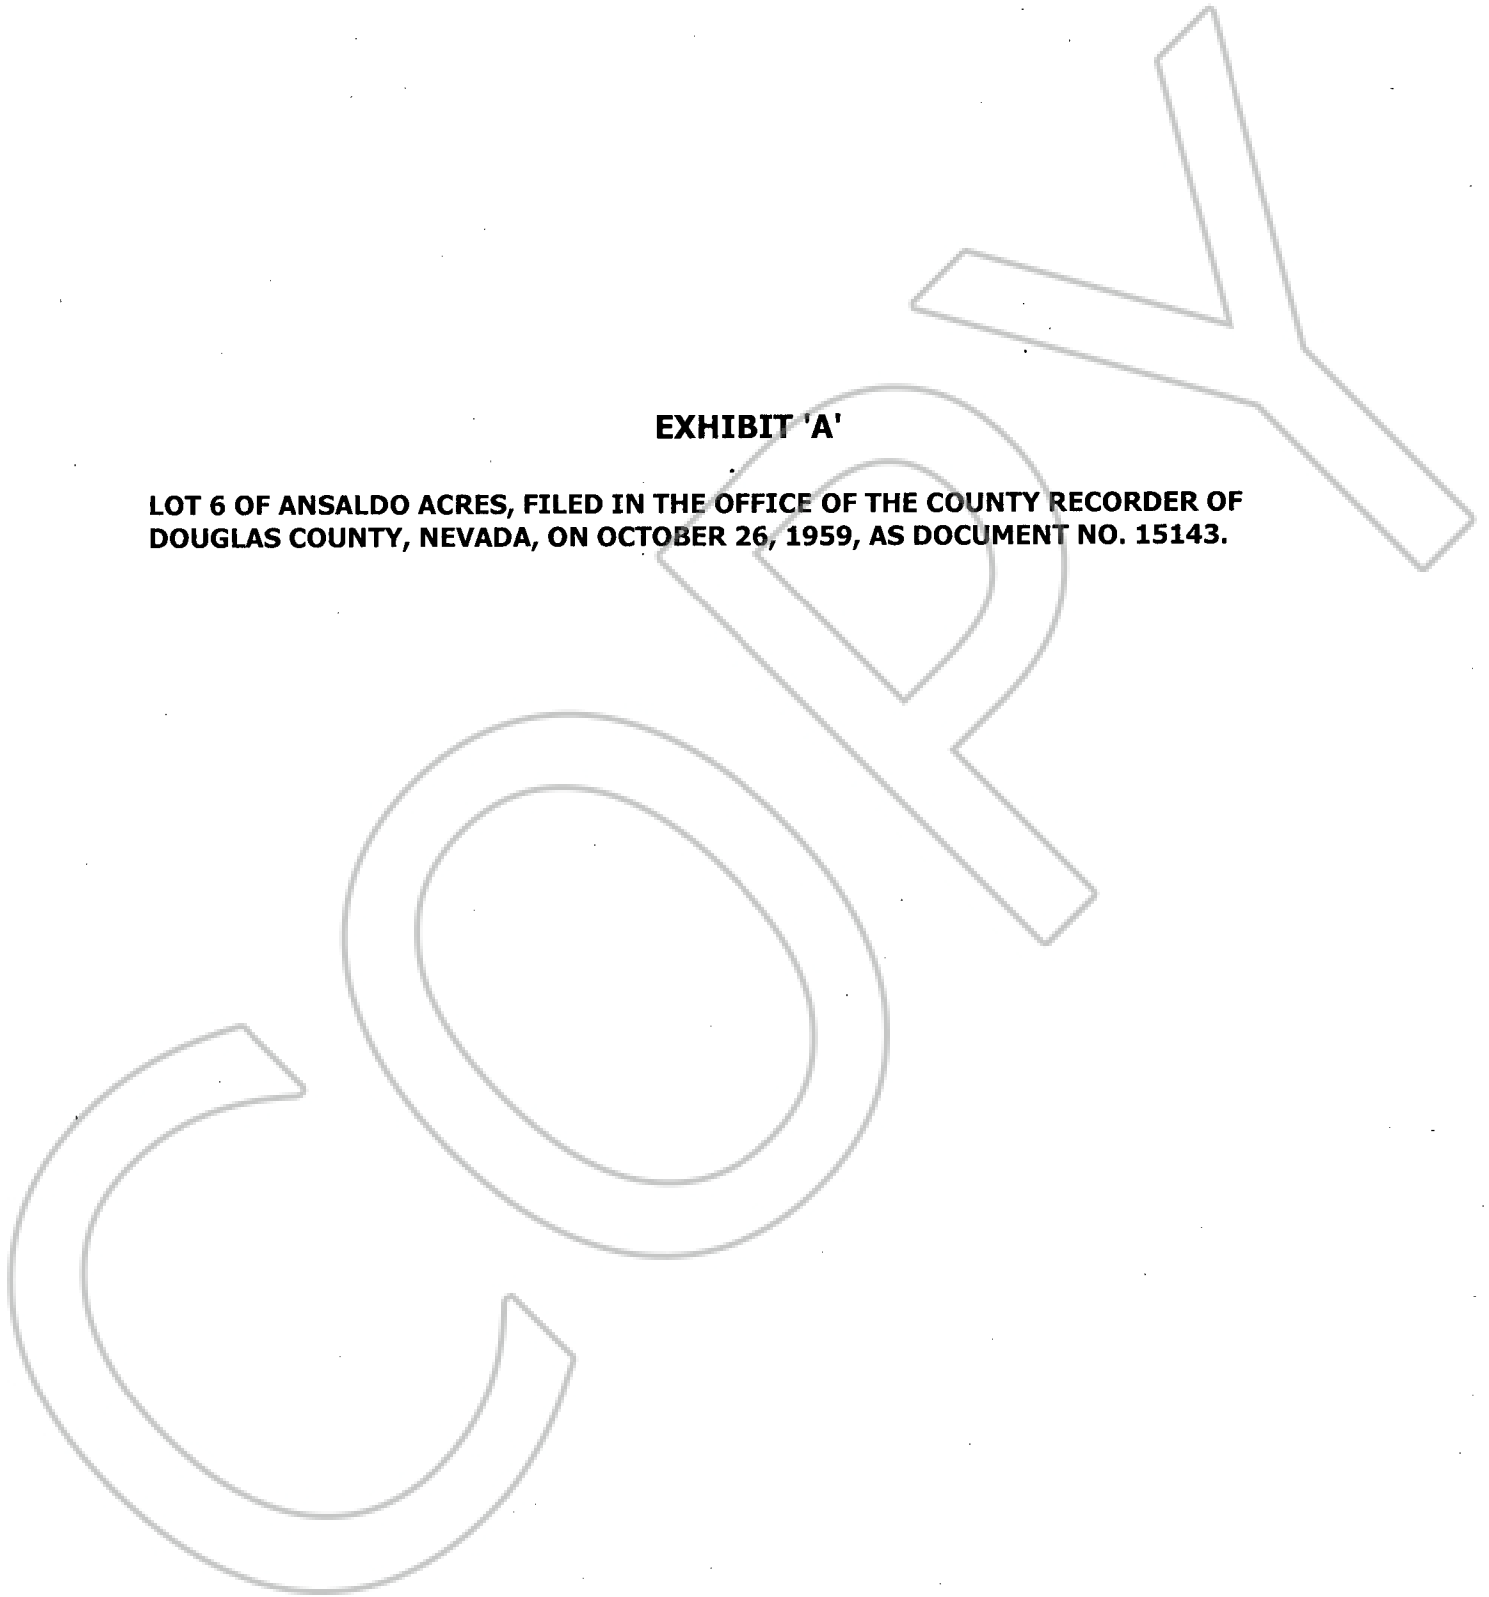 EXHIBIT 'A'
LOT 6 OF ANSALDO ACRES, FILED IN THE OFFICE OF THE COUNTY RECORDER OF
DOUGLAS COUNTY, NEVADA, ON OCTOBER 26, 1959, AS DOCUMENT NO. 15143.
COPY